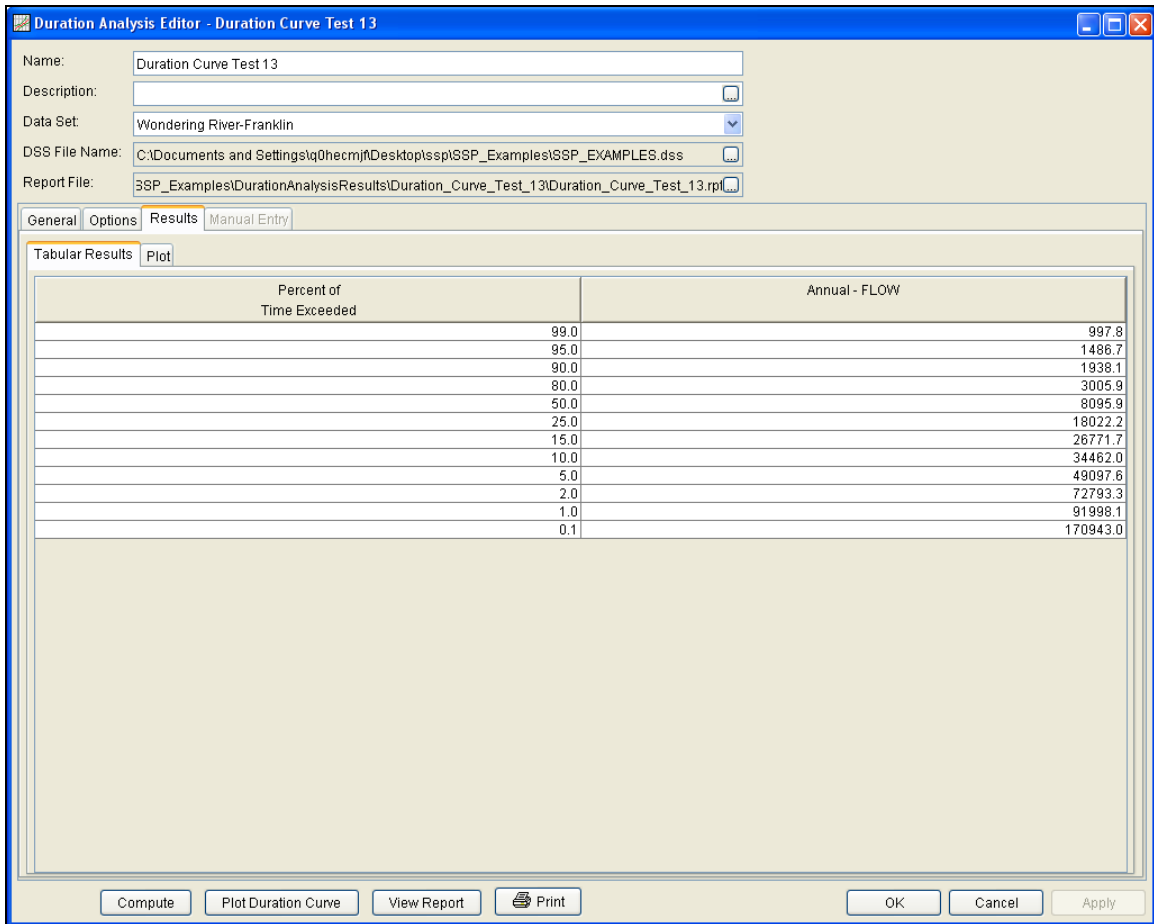 Duration Analysis Editor - Duration Curve Test 13
Name: Duration Curve Test 13
Description: ...
Data Set: Wondering River-Franklin
DSS File Name: C:\Documents and Settings\q0hecmjf\Desktop\ssp\SSP_Examples\SSP_EXAMPLES.dss ...
Report File: SSP_Examples\DurationAnalysisResults\Duration_Curve_Test_13\Duration_Curve_Test_13.rpt ...
General Options Results Manual Entry
Tabular Results Plot
Percent of Annual - FLOW
Time Exceeded
99.0 997.8
95.0 1486.7
90.0 1938.1
80.0 3005.9
50.0 8095.9
25.0 18022.2
15.0 26771.7
10.0 34462.0
5.0 49097.6
2.0 72793.3
1.0 91998.1
0.1 170943.0
Compute Plot Duration Curve View Report Print OK Cancel Apply